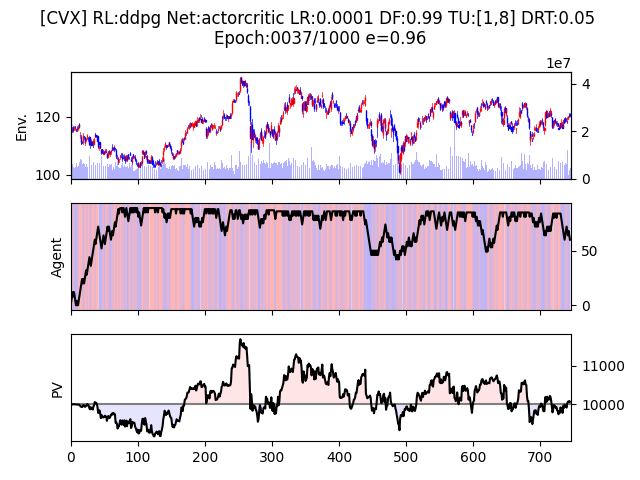 [CVX] RL:ddpg Net:actorcritic LR:0.0001 DF:0.99 TU:[1,8] DRT:0.05
Epoch:0037/1000 e=0.96
1e7
Env.
120
100
4
2
0
Agent
50
0
PV
11000
10000
0 100 200 300 400 500 600 700